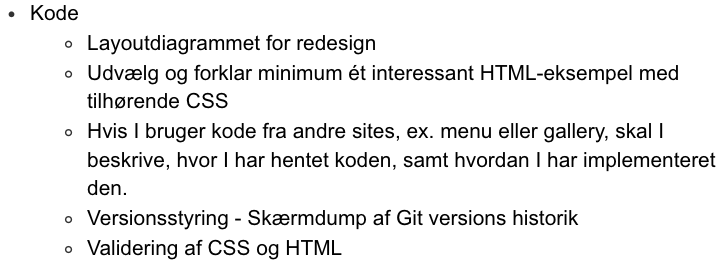 • Kode
◦ Layoutdiagrammet for redesign
◦ Udvælg og forklar minimum ét interessant HTML-eksempel med
tilhørende CSS
◦ Hvis I bruger kode fra andre sites, ex. menu eller gallery, skal I
beskrive, hvor I har hentet koden, samt hvordan I har implementeret
den.
◦ Versionsstyring - Skærmdump af Git versions historik
◦ Validering af CSS og HTML